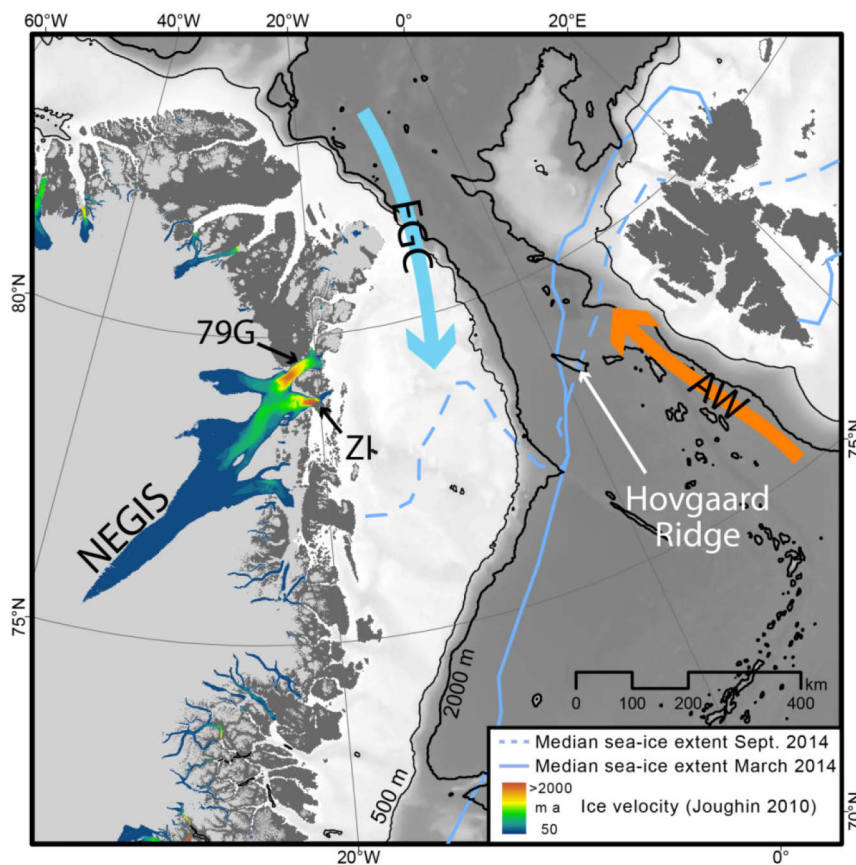 60°W
40°W
20°W
0°
20°E
80°N
75°N
EGC
79G
ZI
NEGIS
AW
Hovgaard
Ridge
75°N
0 200 400
km
2000 m
500 m
Median sea-ice extent Sept. 2014
Median sea-ice extent March 2014
>2000
m a
50
Ice velocity (Joughin 2010)
70°N
20°W
0°